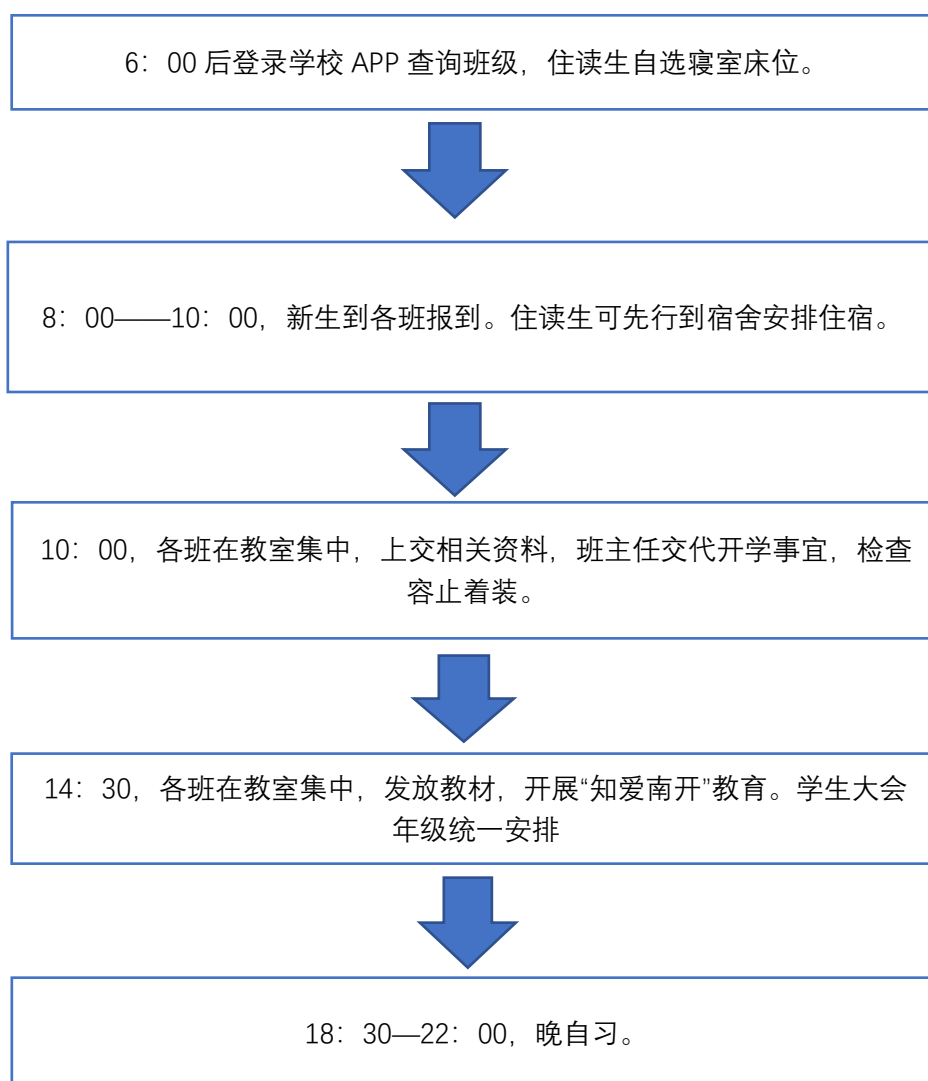 6：00 后登录学校 APP 查询班级，住读生自选寝室床位。
8：00——10：00，新生到各班报到。住读生可先行到宿舍安排住宿。
10：00，各班在教室集中，上交相关资料，班主任交代开学事宜，检查
容止着装。
14：30，各班在教室集中，发放教材，开展“知爱南开”教育。学生大会
年级统一安排
18：30—22：00，晚自习。